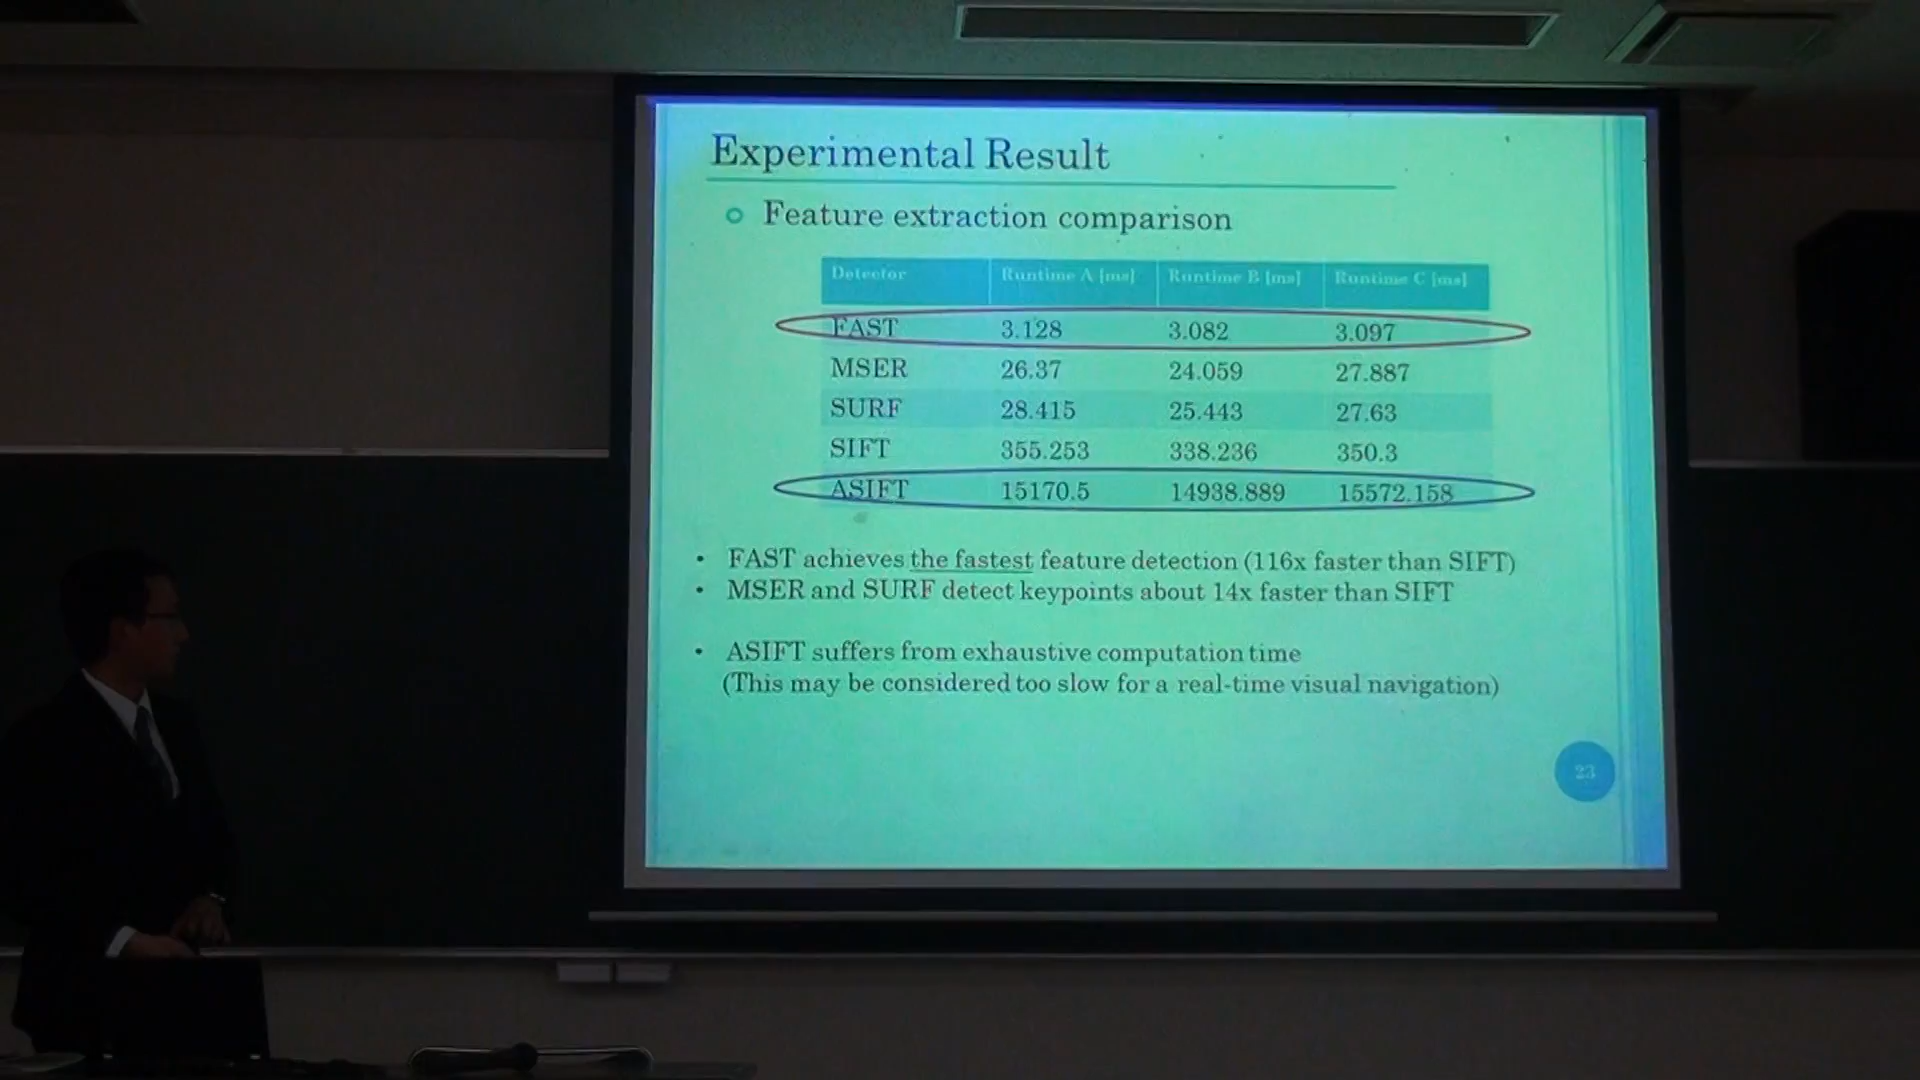 Experimental Result
Feature extraction comparison
Detector Runtime A [ms] Runtime B [ms] Runtime C [ms]
FAST 3.128 3.082 3.097
MSER 26.37 24.059 27.887
SURF 28.415 25.443 27.63
SIFT 355.253 338.236 350.3
ASIFT 15170.5 14938.889 15572.158
• FAST achieves the fastest feature detection (116x faster than SIFT)
• MSER and SURF detect keypoints about 14x faster than SIFT
• ASIFT suffers from exhaustive computation time
(This may be considered too slow for a real-time visual navigation)
23